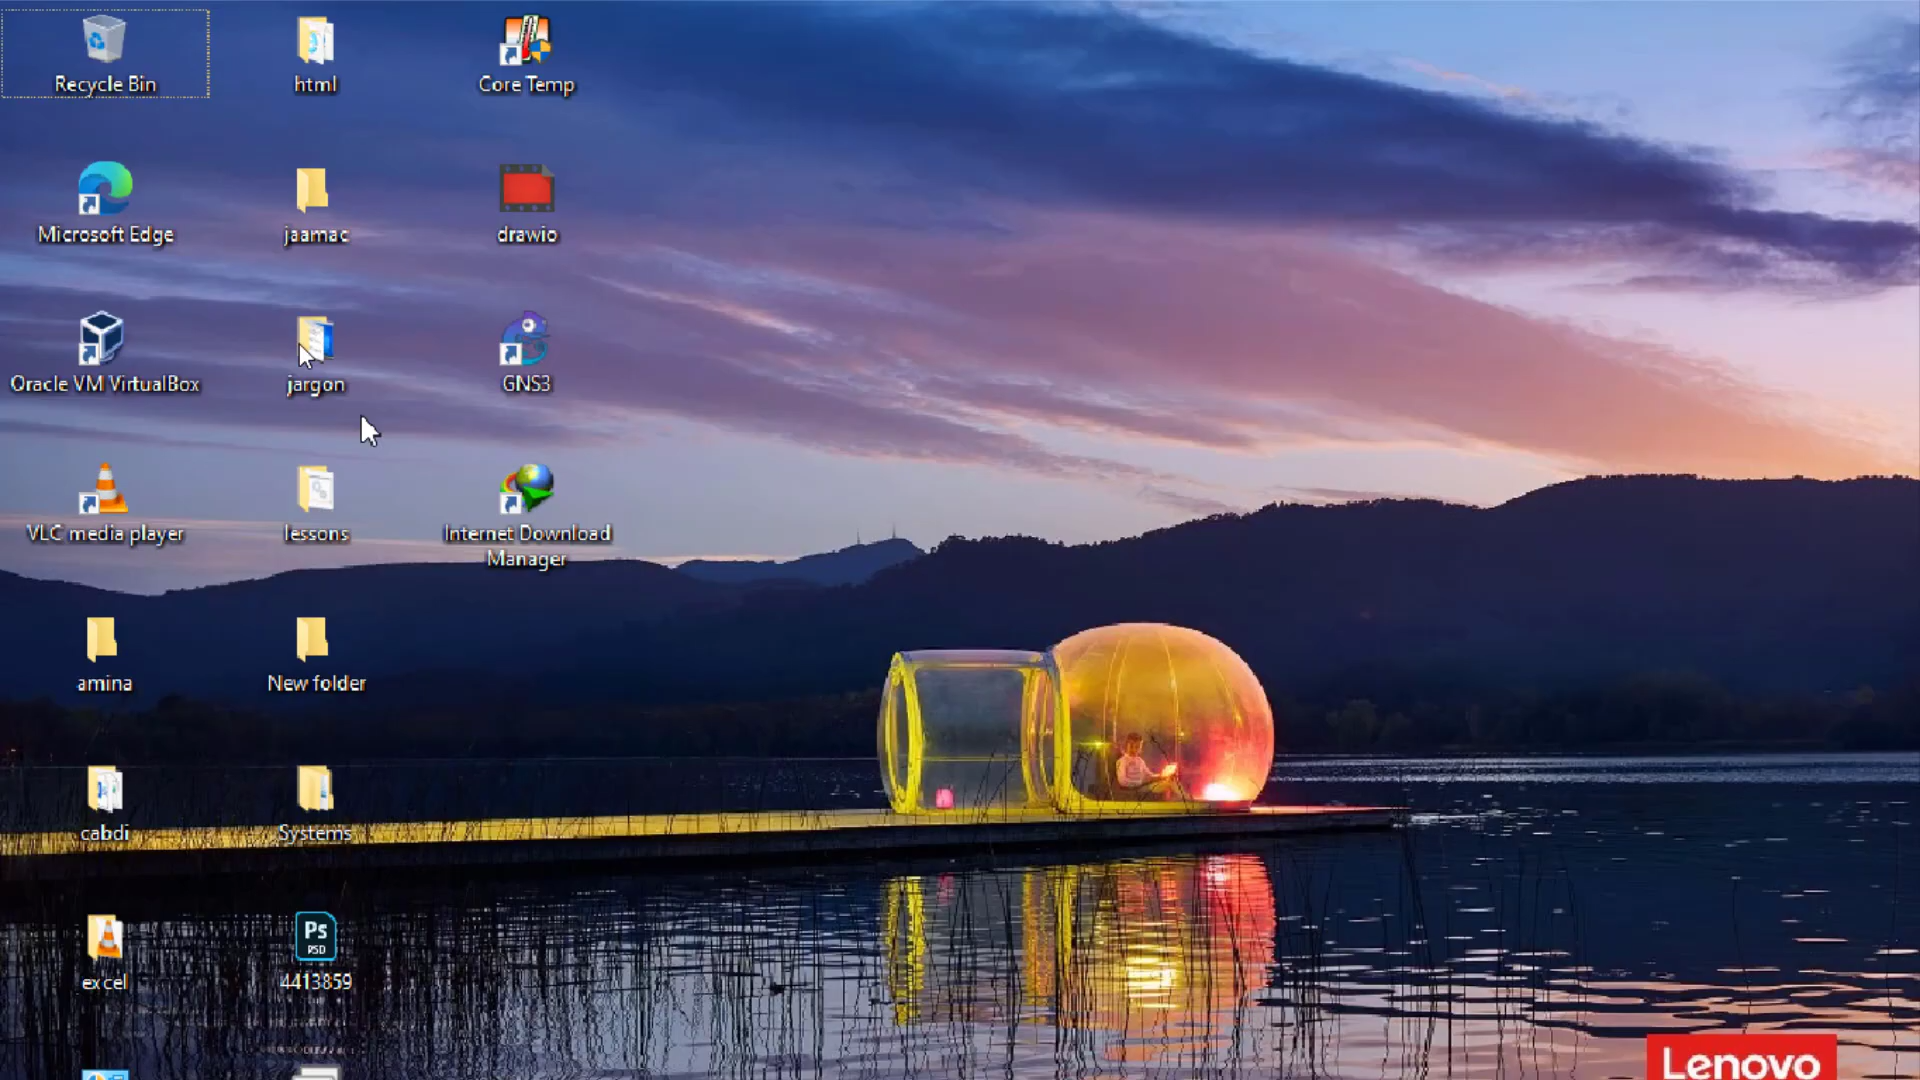 Recycle Bin
html
Core Temp
Microsoft Edge
jaamac
drawio
Oracle VM VirtualBox
jargon
GNS3
VLC media player
lessons
Internet Download
Manager
amina
New folder
cabdi
Systems
excel
Ps
PSD
4413859
Lenovo